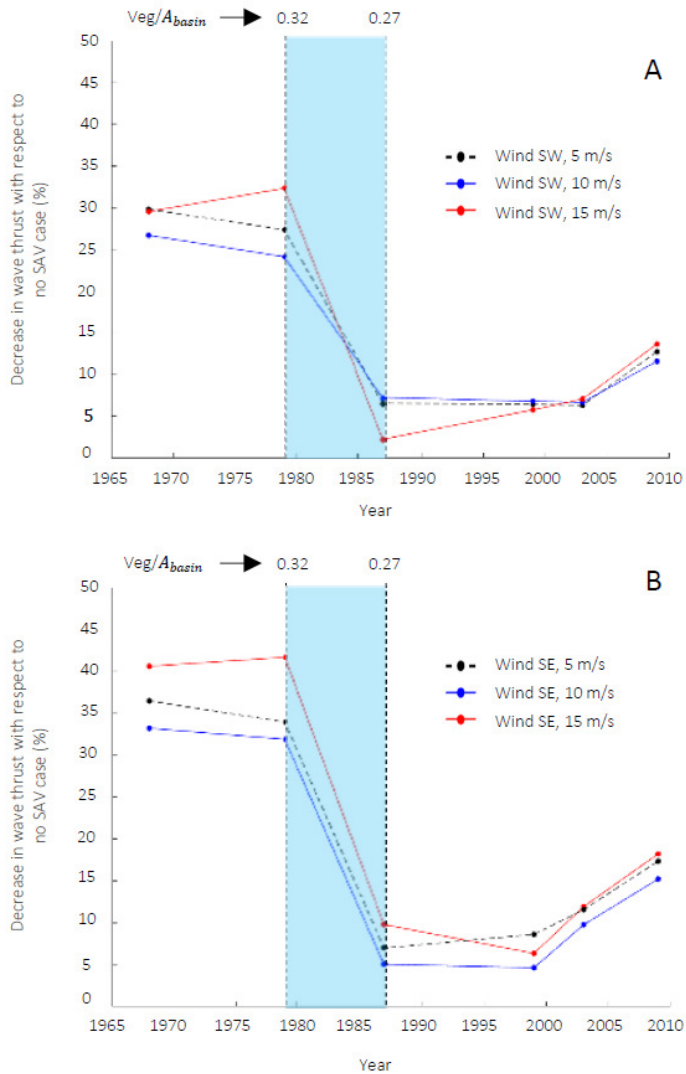 Veg/A_basin 0.32 0.27
A
50
45
40
35
30
25
20
15
10
5
0
Decrease in wave thrust with respect to
no SAV case (%)
Wind SW, 5 m/s
Wind SW, 10 m/s
Wind SW, 15 m/s
1965 1970 1975 1980 1985 1990 1995 2000 2005 2010
Year
Veg/A_basin 0.32 0.27
B
50
45
40
35
30
25
20
15
10
5
0
Decrease in wave thrust with respect to
no SAV case (%)
Wind SE, 5 m/s
Wind SE, 10 m/s
Wind SE, 15 m/s
1965 1970 1975 1980 1985 1990 1995 2000 2005 2010
Year